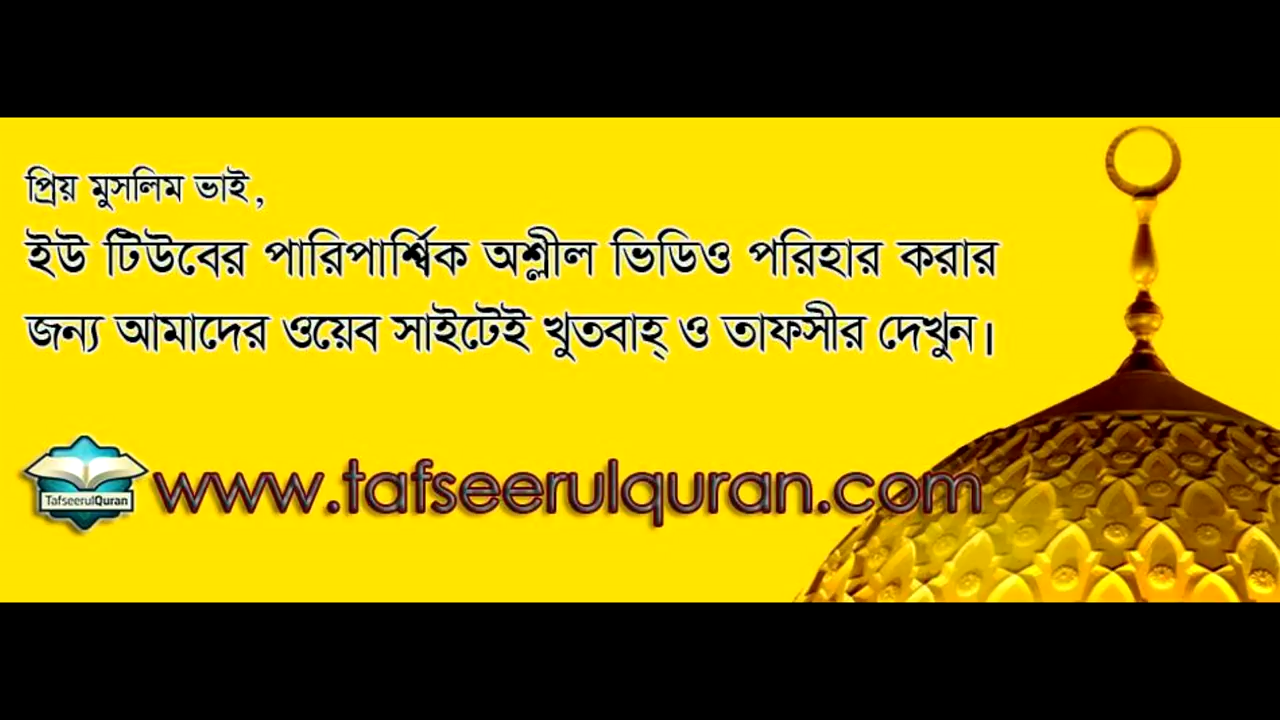 প্রিয় মুসলিম ভাই,
ইউ টিউবের পারিপার্শ্বিক অশ্লীল ভিডিও পরিহার করার
জন্য আমাদের ওয়েব সাইটেই খুতবাহ্ ও তাফসীর দেখুন।
TafseerulQuran
www.tafseerulquran.com